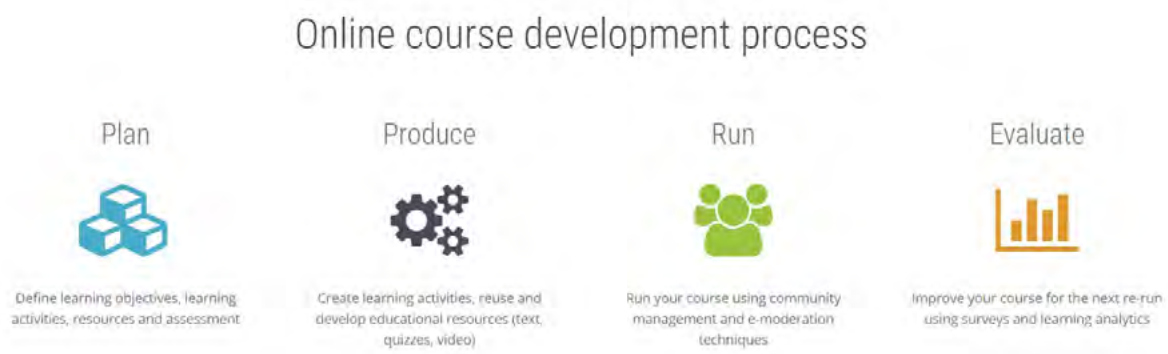 Online course development process
Plan
Produce
Run
Evaluate
Define learning objectives, learning
activities, resources and assessment
Create learning activities, reuse and
develop educational resources (text,
quizzes, video)
Run your course using community
management and e-moderation
techniques
Improve your course for the next re-run
using surveys and learning analytics